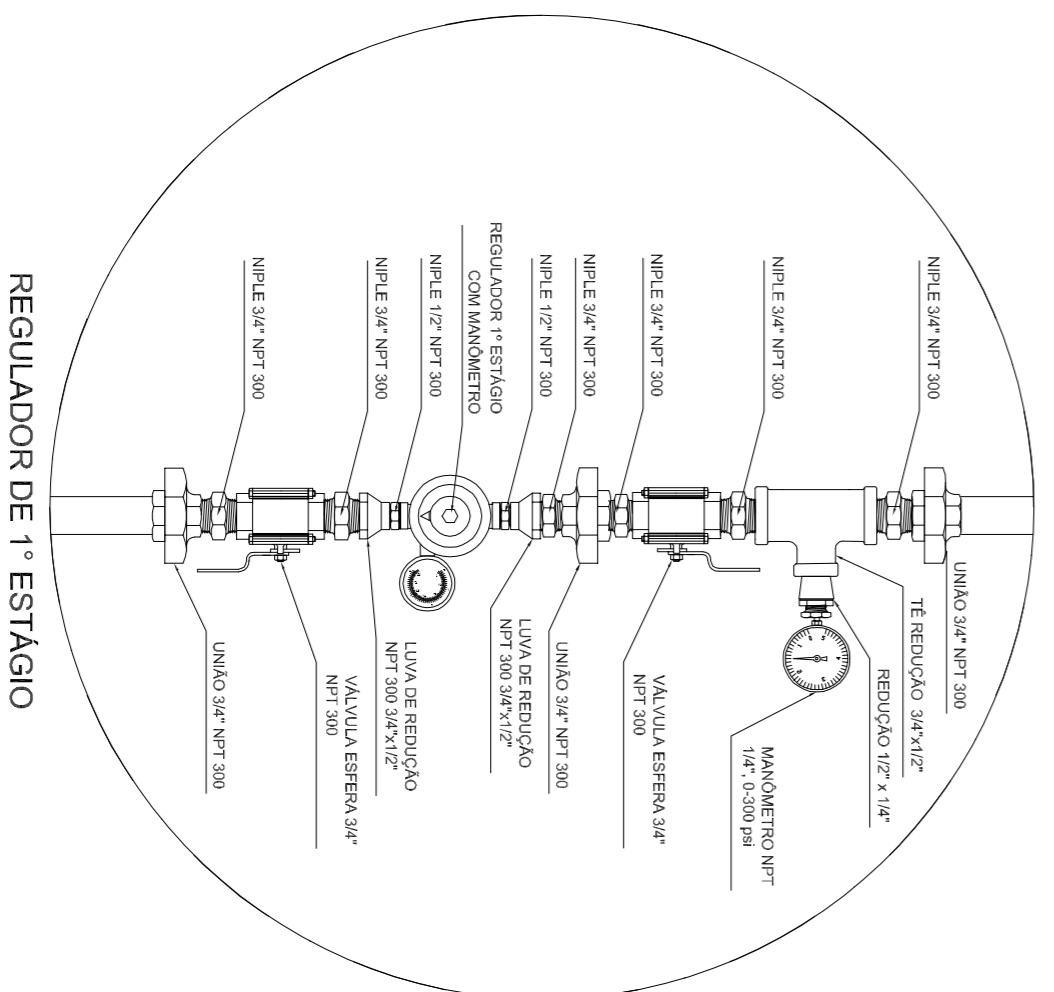 NIPLE 3/4" NPT 300
NIPLE 3/4" NPT 300
NIPLE 3/4" NPT 300
NIPLE 3/4" NPT 300
NIPLE 1/2" NPT 300
REGULADOR 1° ESTÁGIO
COM MANÔMETRO
NIPLE 1/2" NPT 300
NIPLE 3/4" NPT 300
NIPLE 3/4" NPT 300
UNIÃO 3/4" NPT 300
TÊ REDUÇÃO 3/4"x1/2"
REDUÇÃO 1/2" x 1/4"
MANÔMETRO NPT
1/4", 0-300 psi
VÁLVULA ESFERA 3/4"
NPT 300
UNIÃO 3/4" NPT 300
LUVA DE REDUÇÃO
NPT 300 3/4"x1/2"
LUVA DE REDUÇÃO
NPT 300 3/4"x1/2"
VÁLVULA ESFERA 3/4"
NPT 300
UNIÃO 3/4" NPT 300
REGULADOR DE 1° ESTÁGIO